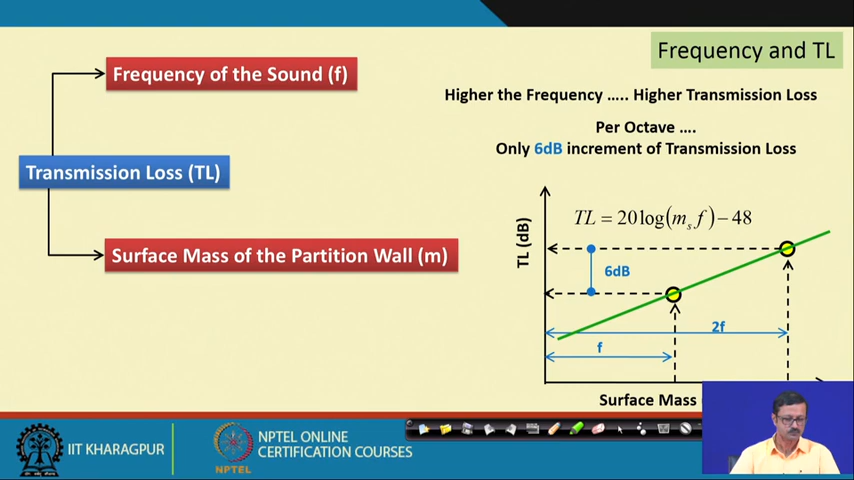 Frequency and TL
Frequency of the Sound (f)
Transmission Loss (TL)
Surface Mass of the Partition Wall (m)
Higher the Frequency ….. Higher Transmission Loss
Per Octave ….
Only 6dB increment of Transmission Loss
TL = 20log(m_s f) – 48
TL (dB)
6dB
2f
f
Surface Mass
IIT KHARAGPUR
NPTEL
NPTEL ONLINE
CERTIFICATION COURSES